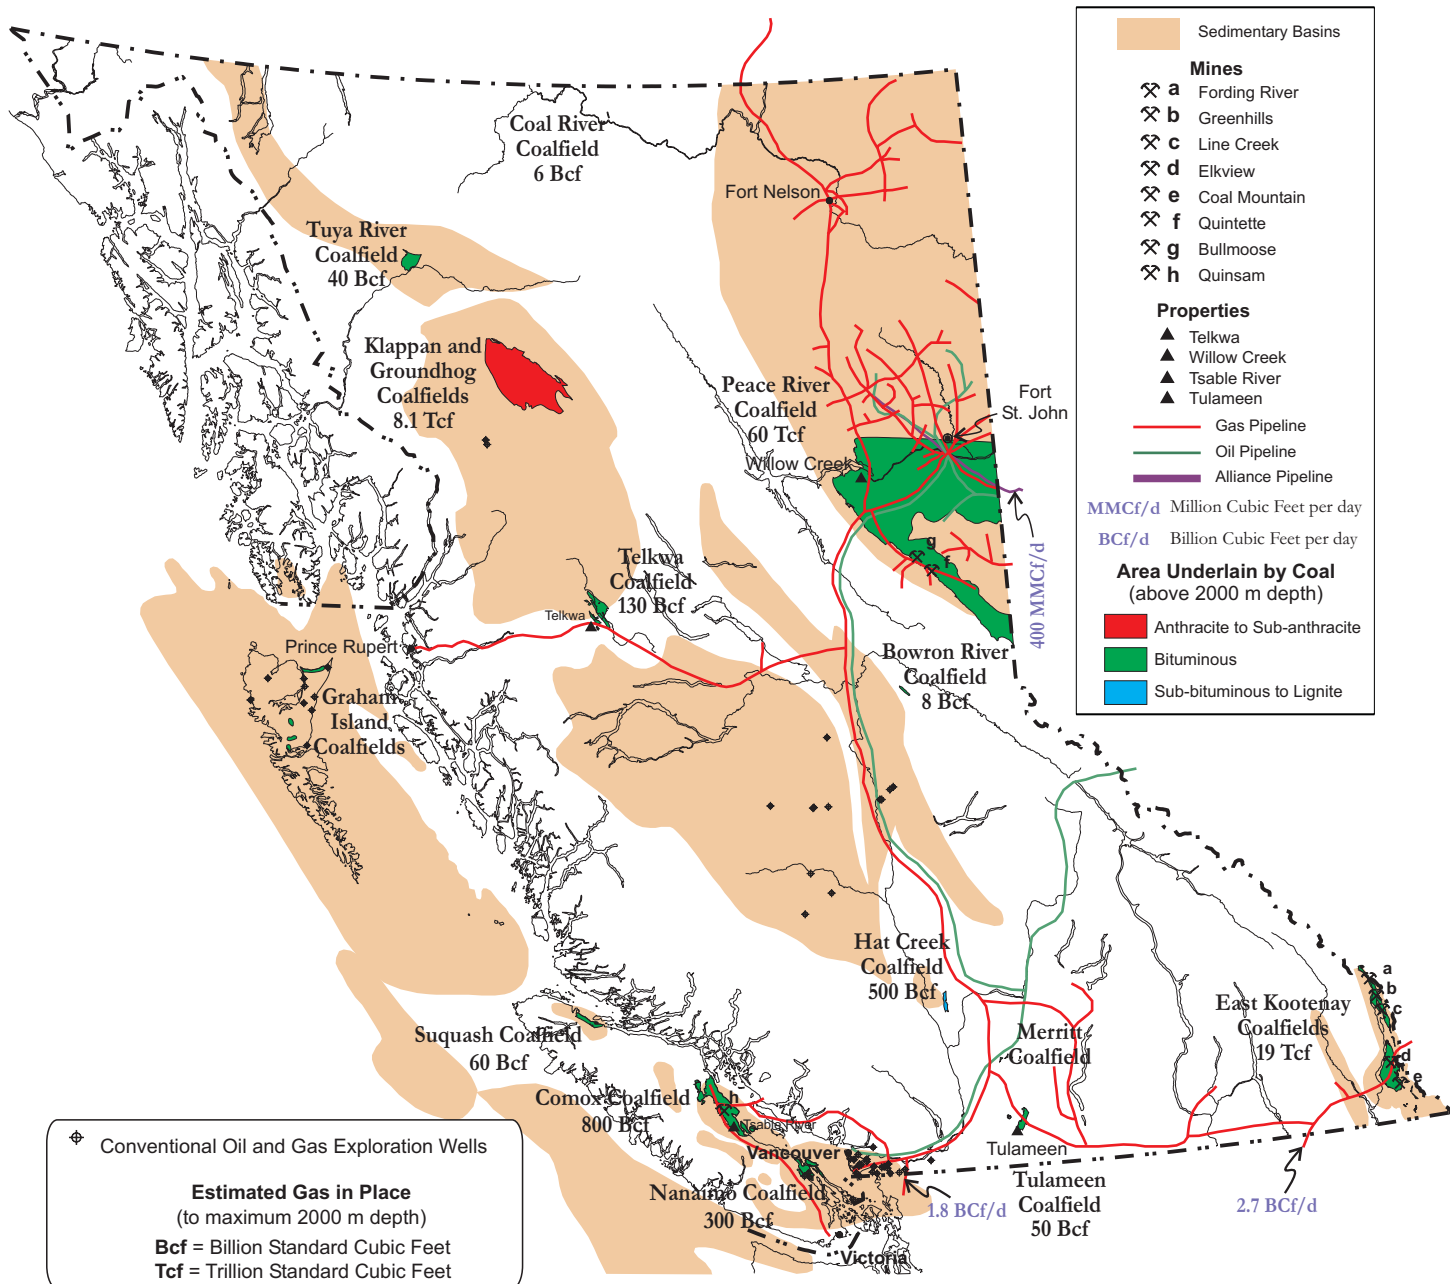 Sedimentary Basins
Mines
a Fording River
b Greenhills
c Line Creek
d Elkview
e Coal Mountain
f Quintette
g Bullmoose
h Quinsam
Properties
Telkwa
Willow Creek
Tsable River
Tulameen
Gas Pipeline
Oil Pipeline
Alliance Pipeline
MMCf/d Million Cubic Feet per day
BCf/d Billion Cubic Feet per day
Area Underlain by Coal
(above 2000 m depth)
Anthracite to Sub-anthracite
Bituminous
Sub-bituminous to Lignite
Coal River
Coalfield
6 Bcf
Fort Nelson
Tuya River
Coalfield
40 Bcf
Klappan and
Groundhog
Coalfields
8.1 Tcf
Peace River
Coalfield
60 Tcf
Fort
St. John
Willow Creek
g
f
400 MMCf/d
Telkwa
Coalfield
130 Bcf
Telkwa
Prince Rupert
Graham
Island
Coalfields
Bowron River
Coalfield
8 Bcf
Hat Creek
Coalfield
500 Bcf
Merritt
Coalfield
East Kootenay
Coalfields
19 Tcf
a
b
c
d
e
Suquash Coalfield
60 Bcf
Comox Coalfield
800 Bcf
h
Tsable River
Vancouver
Nanaimo Coalfield
300 Bcf
Victoria
1.8 BCf/d
Tulameen
Tulameen
Coalfield
50 Bcf
2.7 BCf/d
Conventional Oil and Gas Exploration Wells
Estimated Gas in Place
(to maximum 2000 m depth)
Bcf = Billion Standard Cubic Feet
Tcf = Trillion Standard Cubic Feet